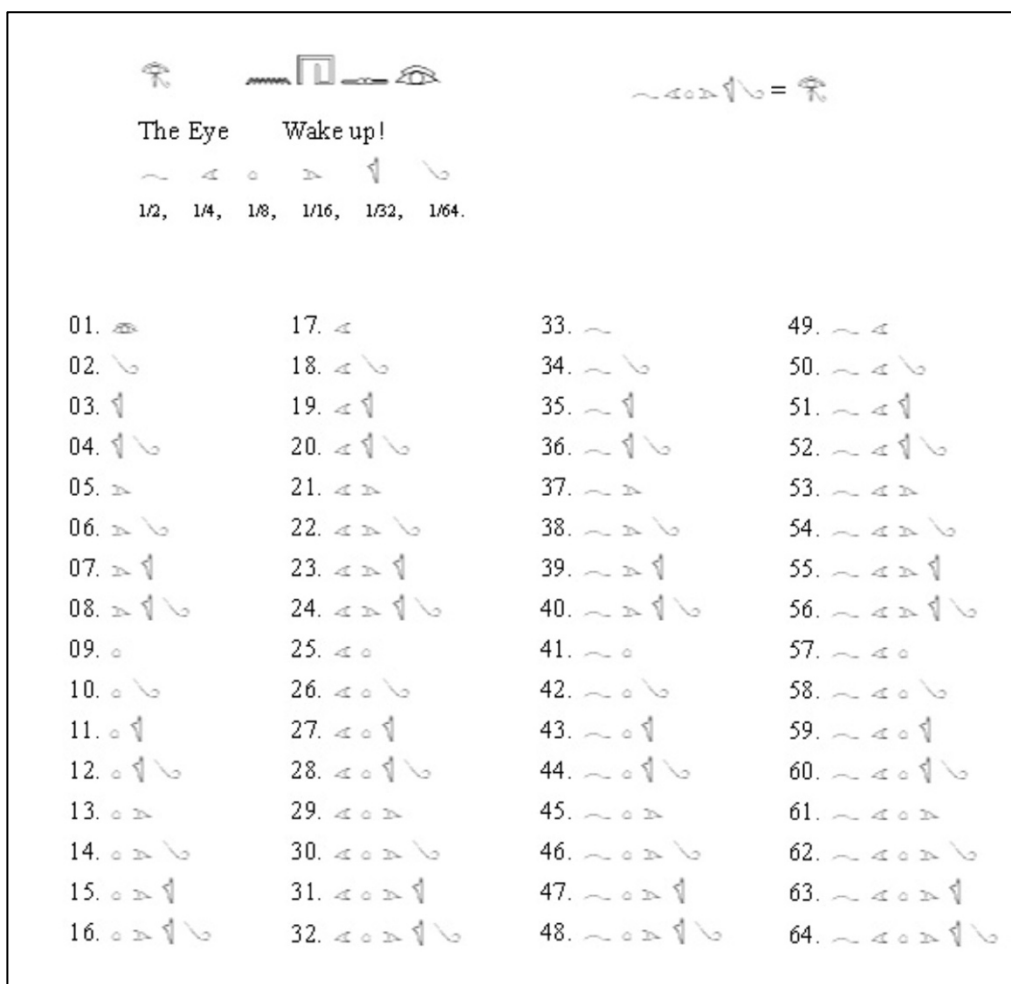 𓂀 𓈖𓉔𓊃𓁹
𓂃𓂁𓂂𓂄𓂆𓂅 = 𓂀
The Eye Wake up!
𓂃 𓂁 𓂂 𓂄 𓂆 𓂅
1/2, 1/4, 1/8, 1/16, 1/32, 1/64.
01. 𓁹
02. 𓂅
03. 𓂆
04. 𓂆 𓂅
05. 𓂄
06. 𓂄 𓂅
07. 𓂄 𓂆
08. 𓂄 𓂆 𓂅
09. 𓂂
10. 𓂂 𓂅
11. 𓂂 𓂆
12. 𓂂 𓂆 𓂅
13. 𓂂 𓂄
14. 𓂂 𓂄 𓂅
15. 𓂂 𓂄 𓂆
16. 𓂂 𓂄 𓂆 𓂅
17. 𓂁
18. 𓂁 𓂅
19. 𓂁 𓂆
20. 𓂁 𓂆 𓂅
21. 𓂁 𓂄
22. 𓂁 𓂄 𓂅
23. 𓂁 𓂄 𓂆
24. 𓂁 𓂄 𓂆 𓂅
25. 𓂁 𓂂
26. 𓂁 𓂂 𓂅
27. 𓂁 𓂂 𓂆
28. 𓂁 𓂂 𓂆 𓂅
29. 𓂁 𓂂 𓂄
30. 𓂁 𓂂 𓂄 𓂅
31. 𓂁 𓂂 𓂄 𓂆
32. 𓂁 𓂂 𓂄 𓂆 𓂅
33. 𓂃
34. 𓂃 𓂅
35. 𓂃 𓂆
36. 𓂃 𓂆 𓂅
37. 𓂃 𓂄
38. 𓂃 𓂄 𓂅
39. 𓂃 𓂄 𓂆
40. 𓂃 𓂄 𓂆 𓂅
41. 𓂃 𓂂
42. 𓂃 𓂂 𓂅
43. 𓂃 𓂂 𓂆
44. 𓂃 𓂂 𓂆 𓂅
45. 𓂃 𓂂 𓂄
46. 𓂃 𓂂 𓂄 𓂅
47. 𓂃 𓂂 𓂄 𓂆
48. 𓂃 𓂂 𓂄 𓂆 𓂅
49. 𓂃 𓂁
50. 𓂃 𓂁 𓂅
51. 𓂃 𓂁 𓂆
52. 𓂃 𓂁 𓂆 𓂅
53. 𓂃 𓂁 𓂄
54. 𓂃 𓂁 𓂄 𓂅
55. 𓂃 𓂁 𓂄 𓂆
56. 𓂃 𓂁 𓂄 𓂆 𓂅
57. 𓂃 𓂁 𓂂
58. 𓂃 𓂁 𓂂 𓂅
59. 𓂃 𓂁 𓂂 𓂆
60. 𓂃 𓂁 𓂂 𓂆 𓂅
61. 𓂃 𓂁 𓂂 𓂄
62. 𓂃 𓂁 𓂂 𓂄 𓂅
63. 𓂃 𓂁 𓂂 𓂄 𓂆
64. 𓂃 𓂁 𓂂 𓂄 𓂆 𓂅